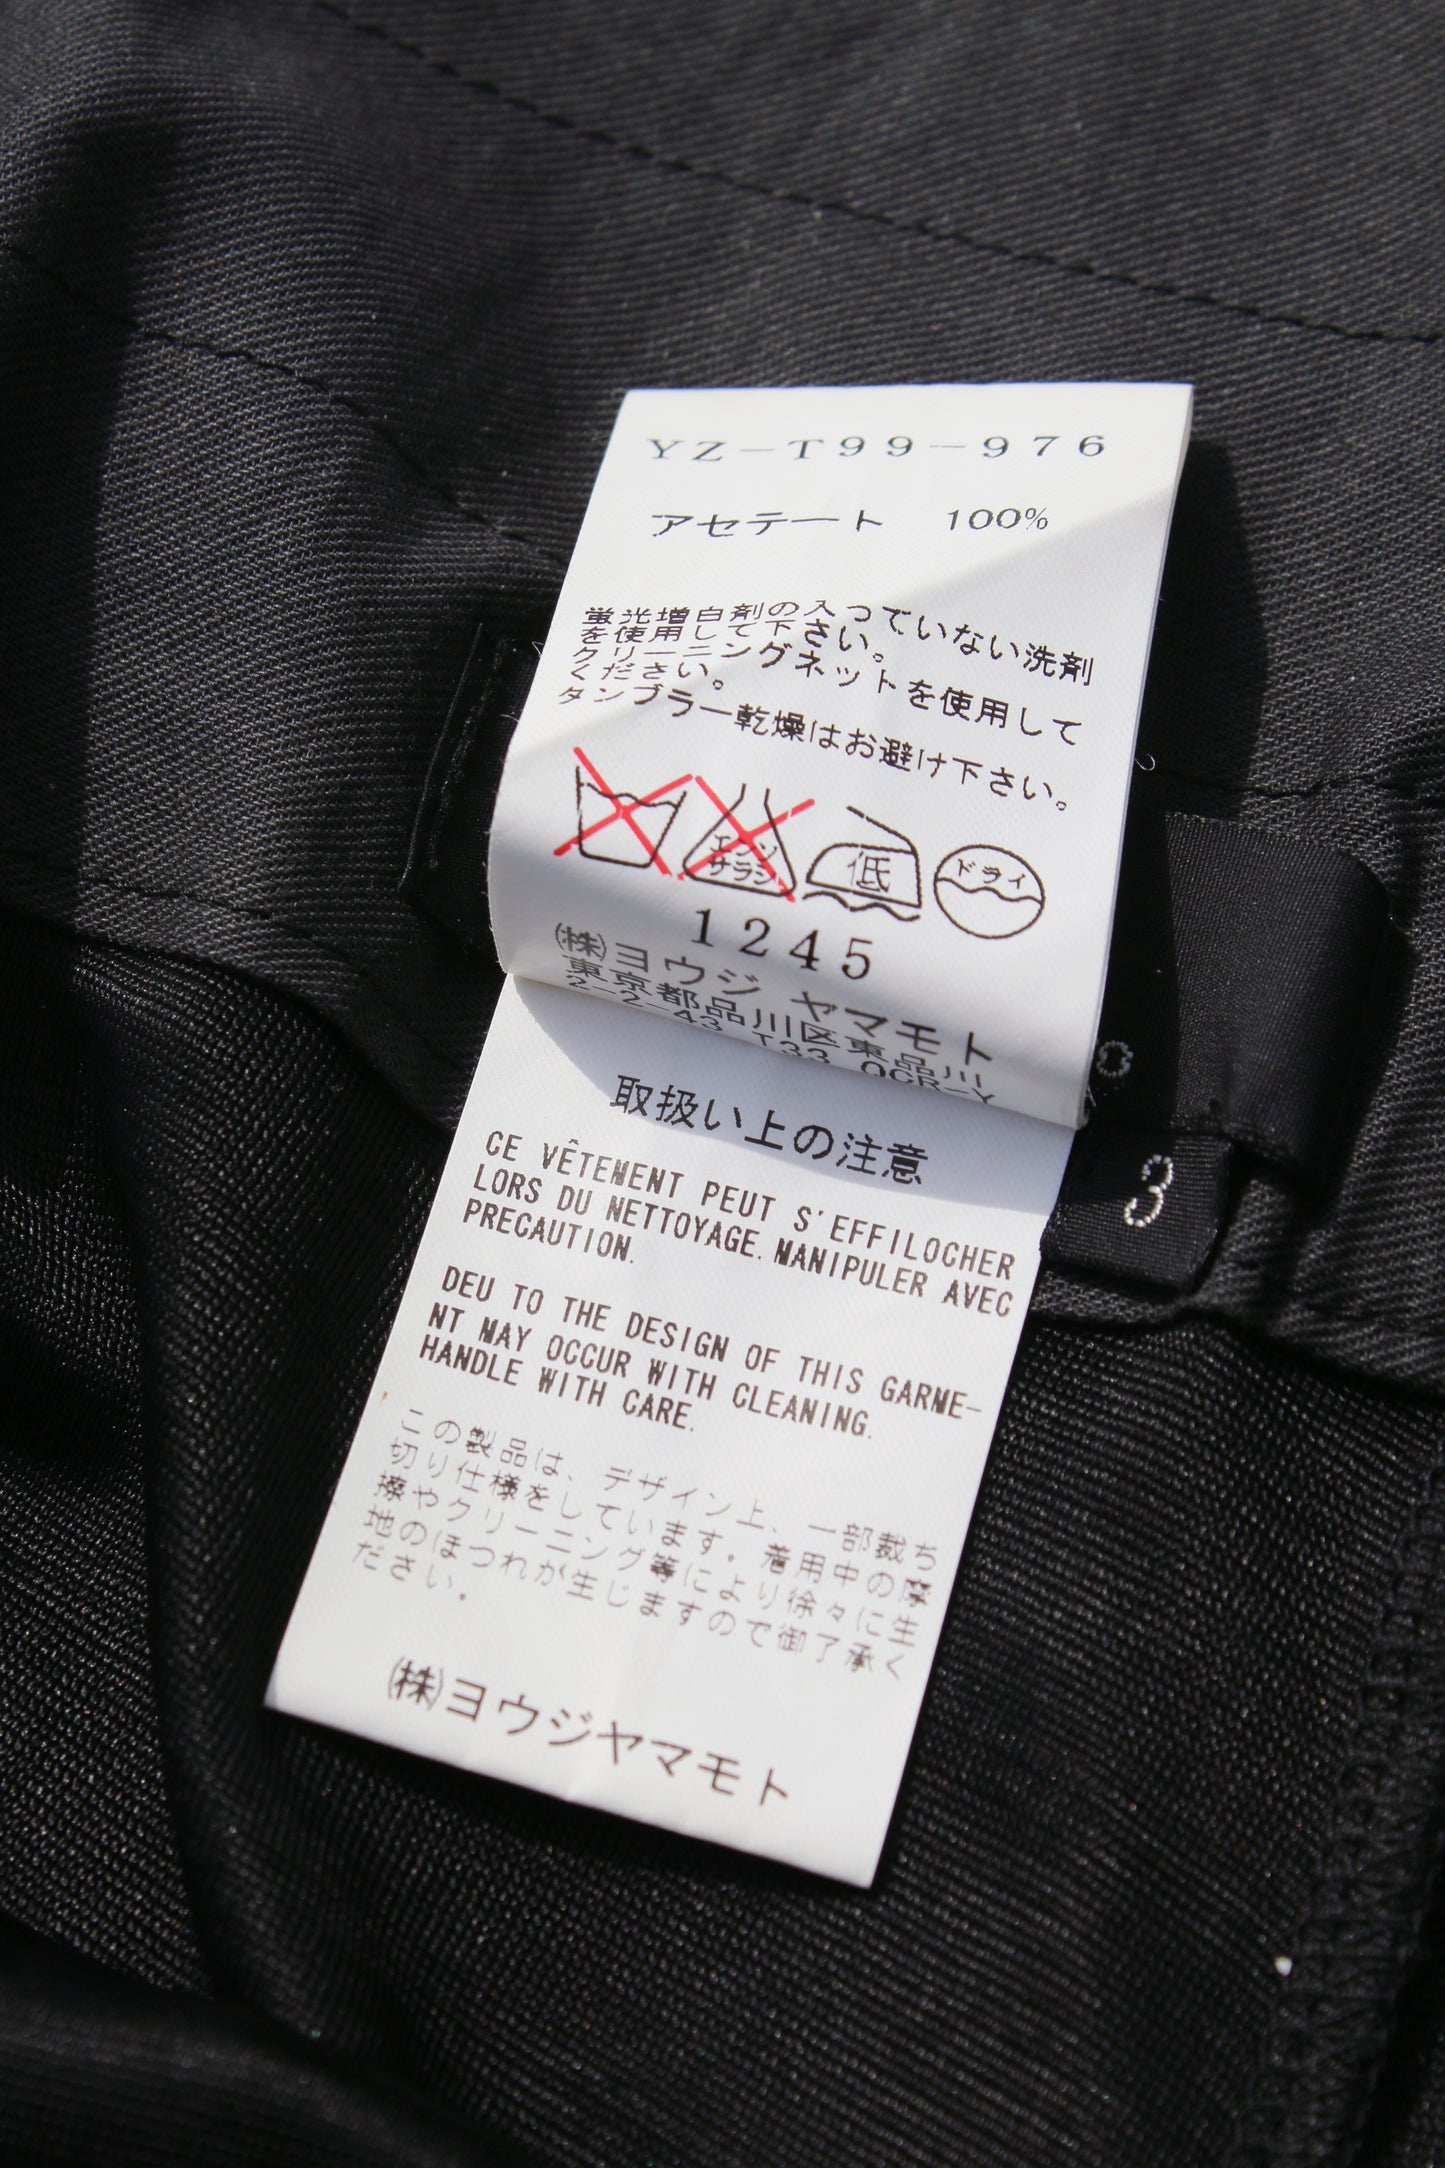 YZ-T99-976
アセテート 100%
蛍光増白剤の入っていない洗剤
を使用して下さい。
クリーニングネットを使用して
ください。
タンブラー乾燥はお避け下さい。
エンソ
サラシ
低
ドライ
1245
㈱ヨウジ ヤマモト
東京都品川区東品川
2-2-43 T33 OCR-Y
取扱い上の注意
CE VÊTEMENT PEUT S'EFFILOCHER
LORS DU NETTOYAGE. MANIPULER AVEC
PRECAUTION.
DEU TO THE DESIGN OF THIS GARME-
NT MAY OCCUR WITH CLEANING.
HANDLE WITH CARE.
この製品は、デザイン上、一部裁ち
切り仕様をしています。着用中の摩
擦やクリーニング等により徐々に生
地のほつれが生じますので御了承く
ださい。
㈱ヨウジヤマモト
3